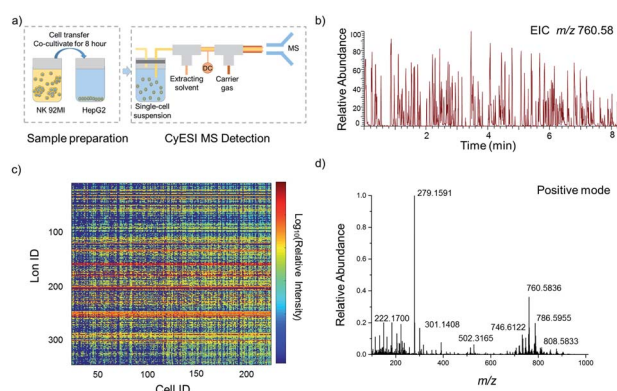 a)
Cell transfer
Co-cultivate for 8 hour
NK 92MI
HepG2
Sample preparation
DC
MS
Extracting
solvent
Carrier
gas
Single-cell
suspension
CyESI MS Detection
b)
EIC m/z 760.58
Relative Abundance
100
80
60
40
20
0
2
4
6
8
Time (min)
c)
Lon ID
100
200
300
50
100
150
200
Cell ID
Log10(Relative
Intensity)
d)
Positive mode
Relative Abundance
1.0
0.8
0.6
0.4
0.2
0.0
279.1591
760.5836
222.1700
301.1408
502.3165
746.6122
786.5955
808.5833
200
400
600
800
1000
m/z